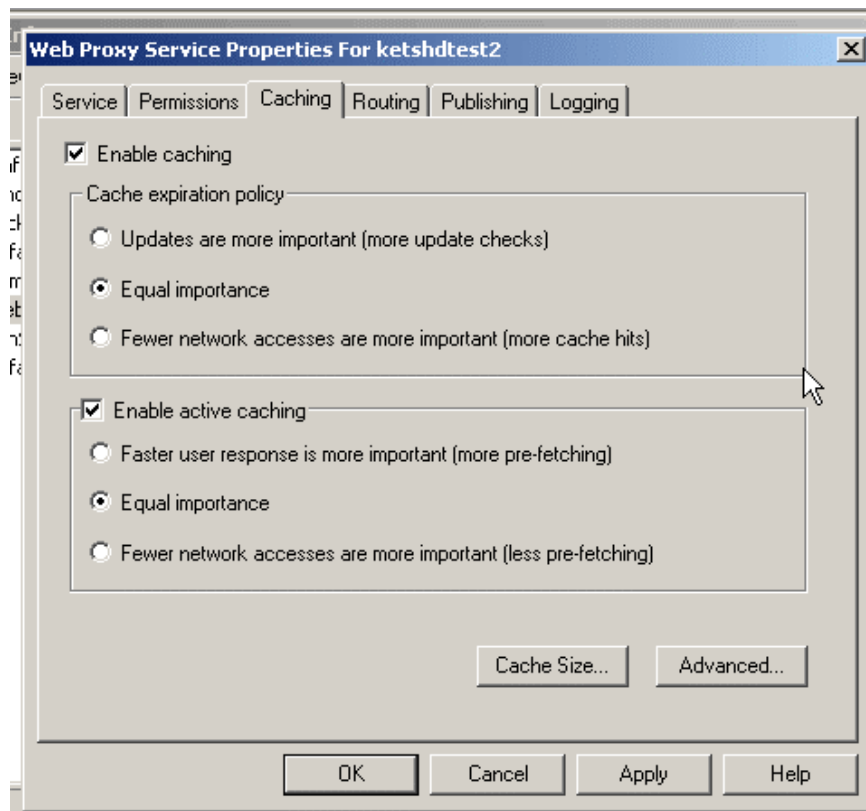 Web Proxy Service Properties For ketshdtest2
Service Permissions Caching Routing Publishing Logging
Enable caching
Cache expiration policy
Updates are more important (more update checks)
Equal importance
Fewer network accesses are more important (more cache hits)
Enable active caching
Faster user response is more important (more pre-fetching)
Equal importance
Fewer network accesses are more important (less pre-fetching)
Cache Size... Advanced...
OK Cancel Apply Help